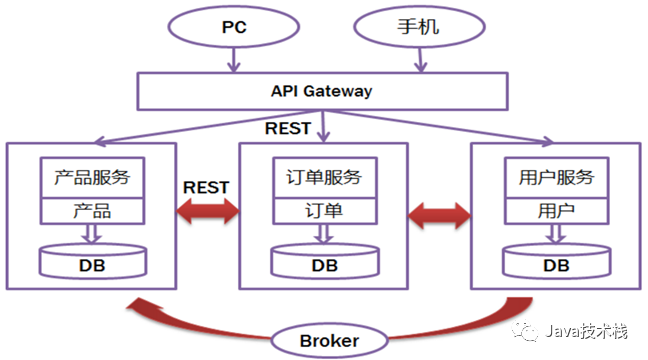 PC
手机
API Gateway
REST
产品服务
产品
DB
REST
订单服务
订单
DB
用户服务
用户
DB
Broker
Java技术栈